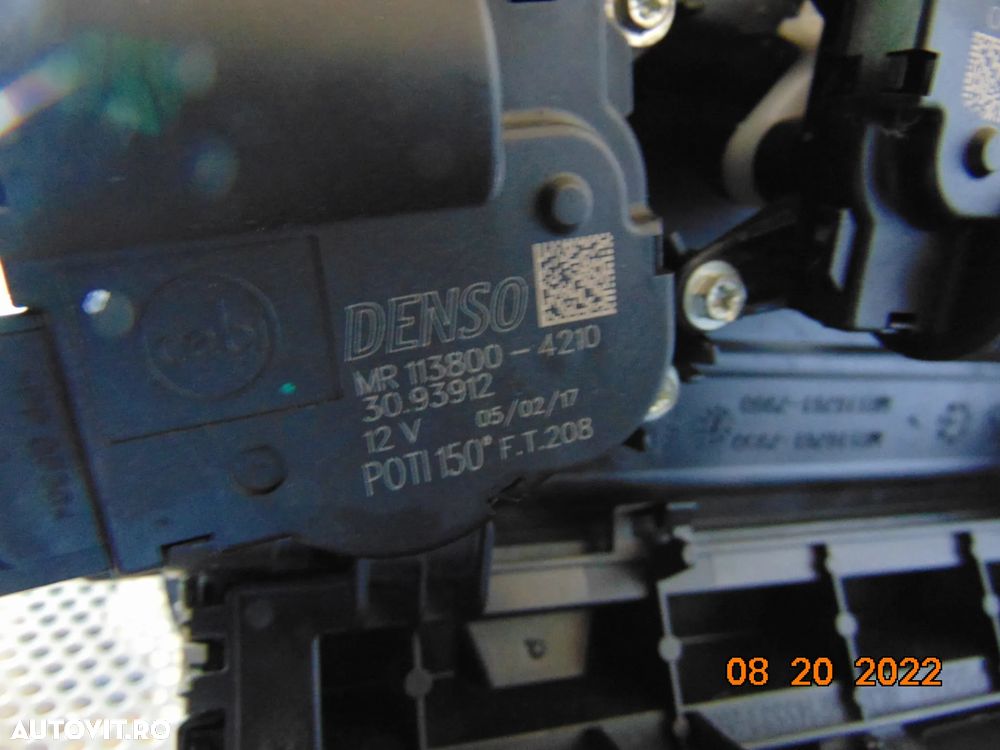 DENSO
MR 113800-4210
30.93912
12 V 05/02/17
POTI 150° F.T.208
08 20 2022
AUTOVIT.RO